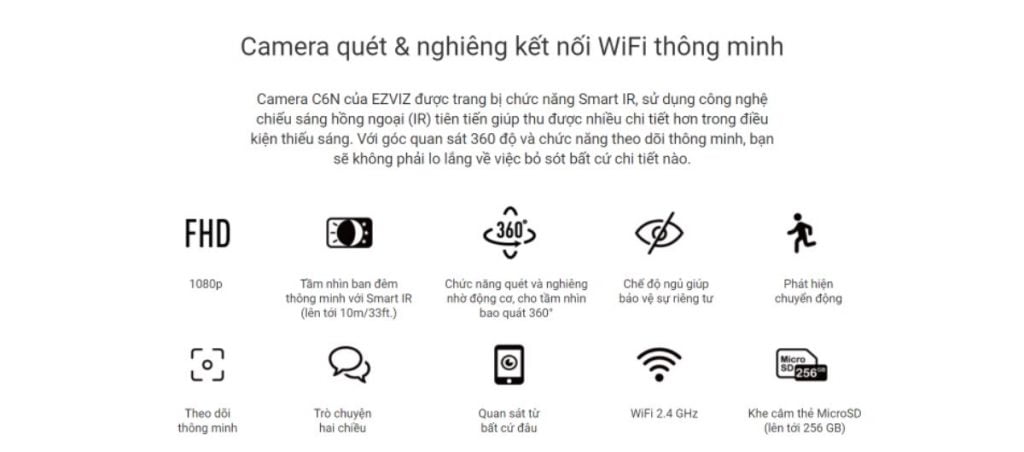 Camera quét & nghiêng kết nối WiFi thông minh
Camera C6N của EZVIZ được trang bị chức năng Smart IR, sử dụng công nghệ
chiếu sáng hồng ngoại (IR) tiên tiến giúp thu được nhiều chi tiết hơn trong điều
kiện thiếu sáng. Với góc quan sát 360 độ và chức năng theo dõi thông minh, bạn
sẽ không phải lo lắng về việc bỏ sót bất cứ chi tiết nào.
FHD
360°
1080p
Tầm nhìn ban đêm
thông minh với Smart IR
(lên tới 10m/33ft.)
Chức năng quét và nghiêng
nhờ động cơ, cho tầm nhìn
bao quát 360°
Chế độ ngủ giúp
bảo vệ sự riêng tư
Phát hiện
chuyển động
Micro
SD
256GB
Theo dõi
thông minh
Trò chuyện
hai chiều
Quan sát từ
bất cứ đâu
WiFi 2.4 GHz
Khe cắm thẻ MicroSD
(lên tới 256 GB)